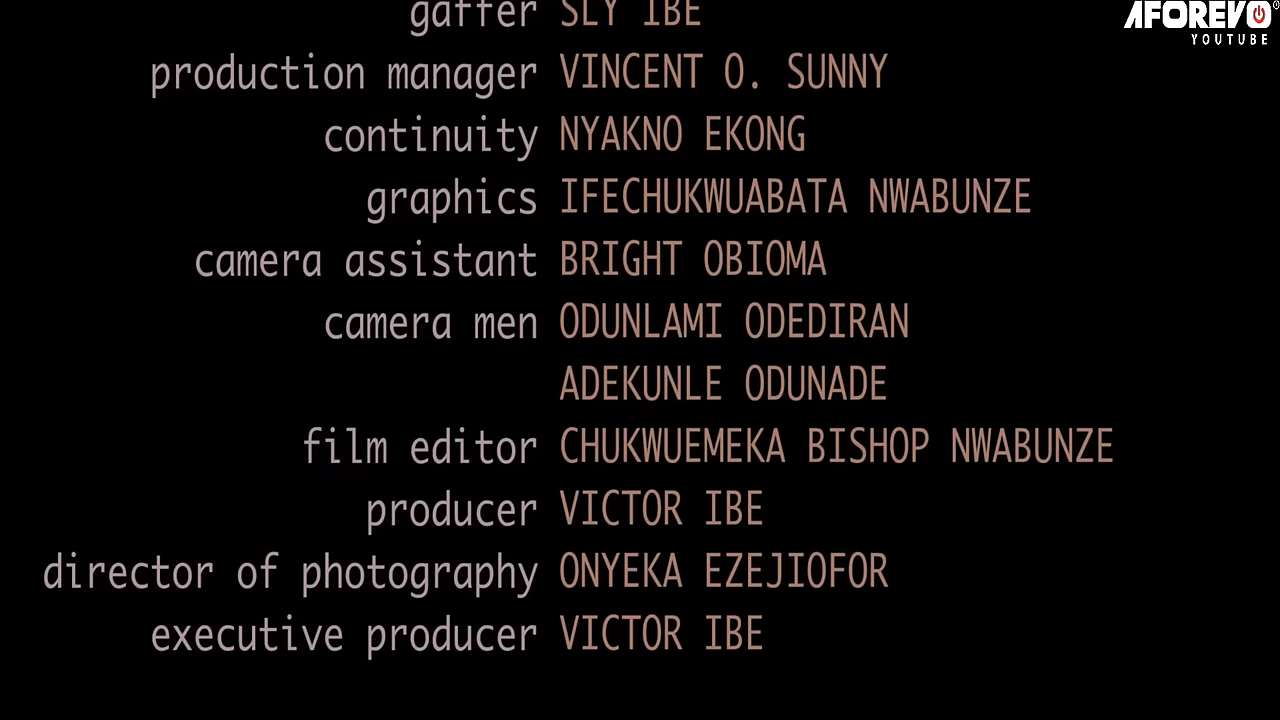 AFOREVO
YOUTUBE
gaffer SLY IBE
production manager VINCENT O. SUNNY
continuity NYAKNO EKONG
graphics IFECHUKWUABATA NWABUNZE
camera assistant BRIGHT OBIOMA
camera men ODUNLAMI ODEDIRAN
ADEKUNLE ODUNADE
film editor CHUKWUEMEKA BISHOP NWABUNZE
producer VICTOR IBE
director of photography ONYEKA EZEJIOFOR
executive producer VICTOR IBE